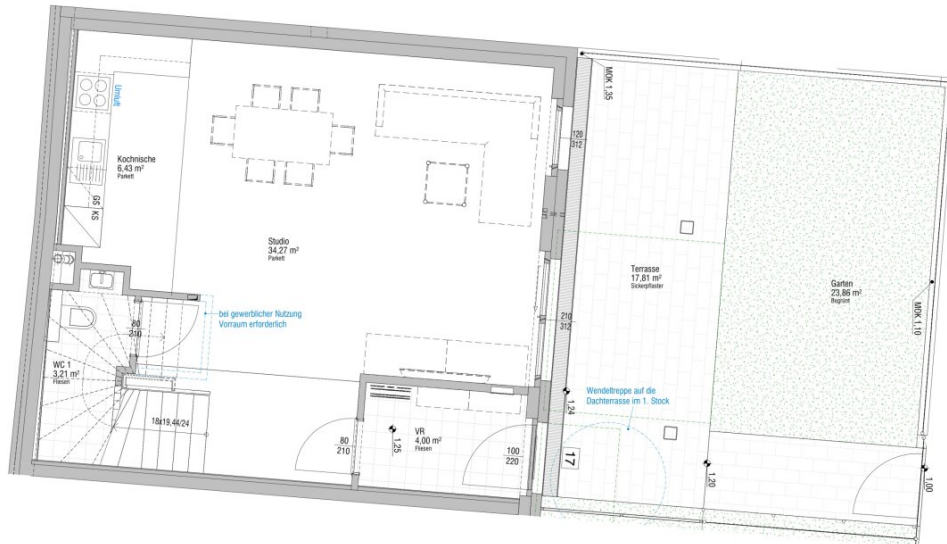 Umluft
Kochnische
6,43 m²
Parkett
GS
KS
Studio
34,27 m²
Parkett
bei gewerblicher Nutzung
Vorraum erforderlich
80
210
WC 1
3,21 m²
Fliesen
18x19,44/24
80
210
1,25
VR
4,00 m²
Fliesen
100
220
120
312
210
312
MOK 1,35
Terrasse
17,81 m²
Sickerpflaster
Garten
23,86 m²
Begrünt
MOK 1,10
Wendeltreppe auf die
Dachterrasse im 1. Stock
1,24
17
1,20
1,00